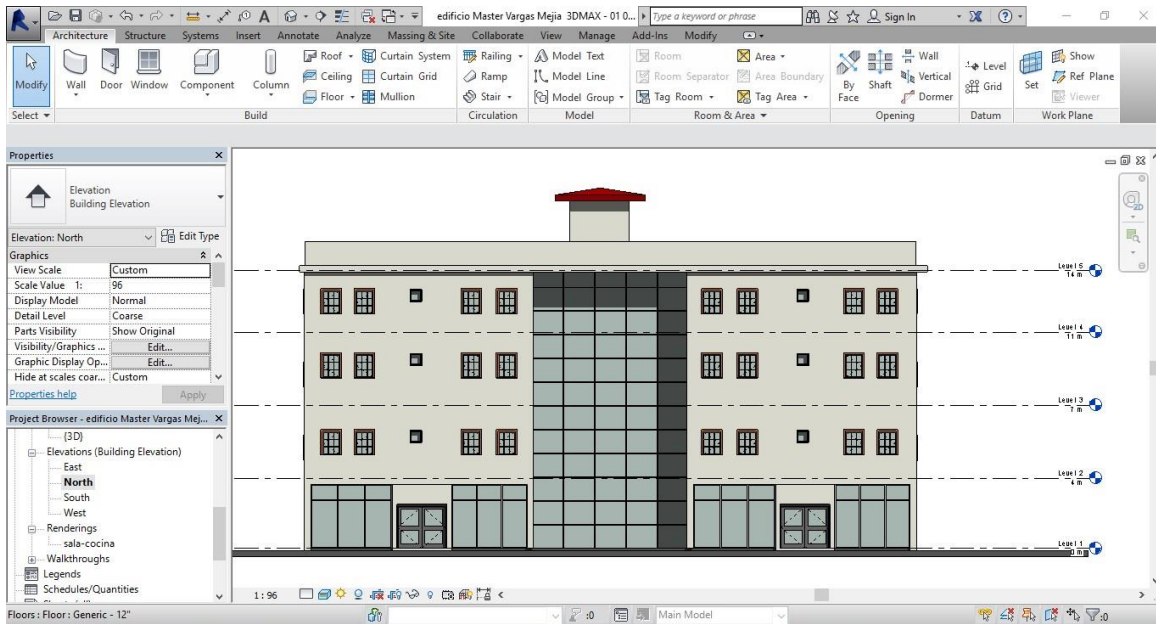 edificio Master Vargas Mejia 3DMAX - 01 0... Type a keyword or phrase Sign In
Architecture Structure Systems Insert Annotate Analyze Massing & Site Collaborate View Manage Add-Ins Modify
Modify Wall Door Window Component Column
Roof Curtain System Railing Model Text Room Area Wall Level Show
Ceiling Curtain Grid Ramp Model Line Room Separator Area Boundary By Face Shaft Vertical Grid Set Ref Plane
Floor Mullion Stair Model Group Tag Room Tag Area Dormer Viewer
Select Build Circulation Model Room & Area Opening Datum Work Plane
Properties
Elevation
Building Elevation
Elevation: North Edit Type
Graphics
View Scale Custom
Scale Value 1: 96
Display Model Normal
Detail Level Coarse
Parts Visibility Show Original
Visibility/Graphics ... Edit...
Graphic Display Op... Edit...
Hide at scales coar... Custom
Properties help Apply
Project Browser - edificio Master Vargas Mej...
(3D)
Elevations (Building Elevation)
East
North
South
West
Renderings
sala-cocina
Walkthroughs
Legends
Schedules/Quantities
2D
Level 5
14 m
Level 4
11 m
Level 3
7 m
Level 2
4 m
Level 1
0 m
1 : 96
Floors : Floor : Generic - 12" :0 Main Model :0